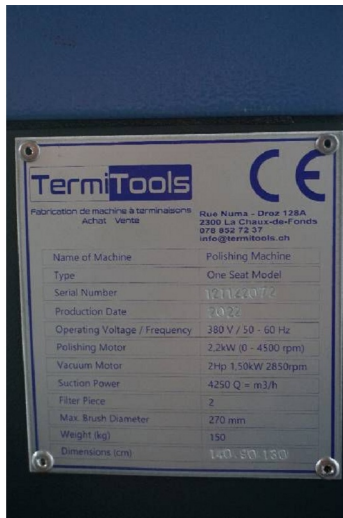 TermiTools
CE
Fabrication de machine à terminaisons
Achat Vente
Rue Numa - Droz 128A
2300 La Chaux-de-Fonds
078 852 72 37
info@termitools.ch
Name of Machine Polishing Machine
Type One Seat Model
Serial Number
Production Date 2022
Operating Voltage / Frequency 380 V / 50 - 60 Hz
Polishing Motor 2,2kW (0 - 4500 rpm)
Vacuum Motor 2Hp 1.50kW 2850rpm
Suction Power 4250 Q = m3/h
Filter Piece 2
Max. Brush Diameter 270 mm
Weight (kg) 150
Dimensions (cm)